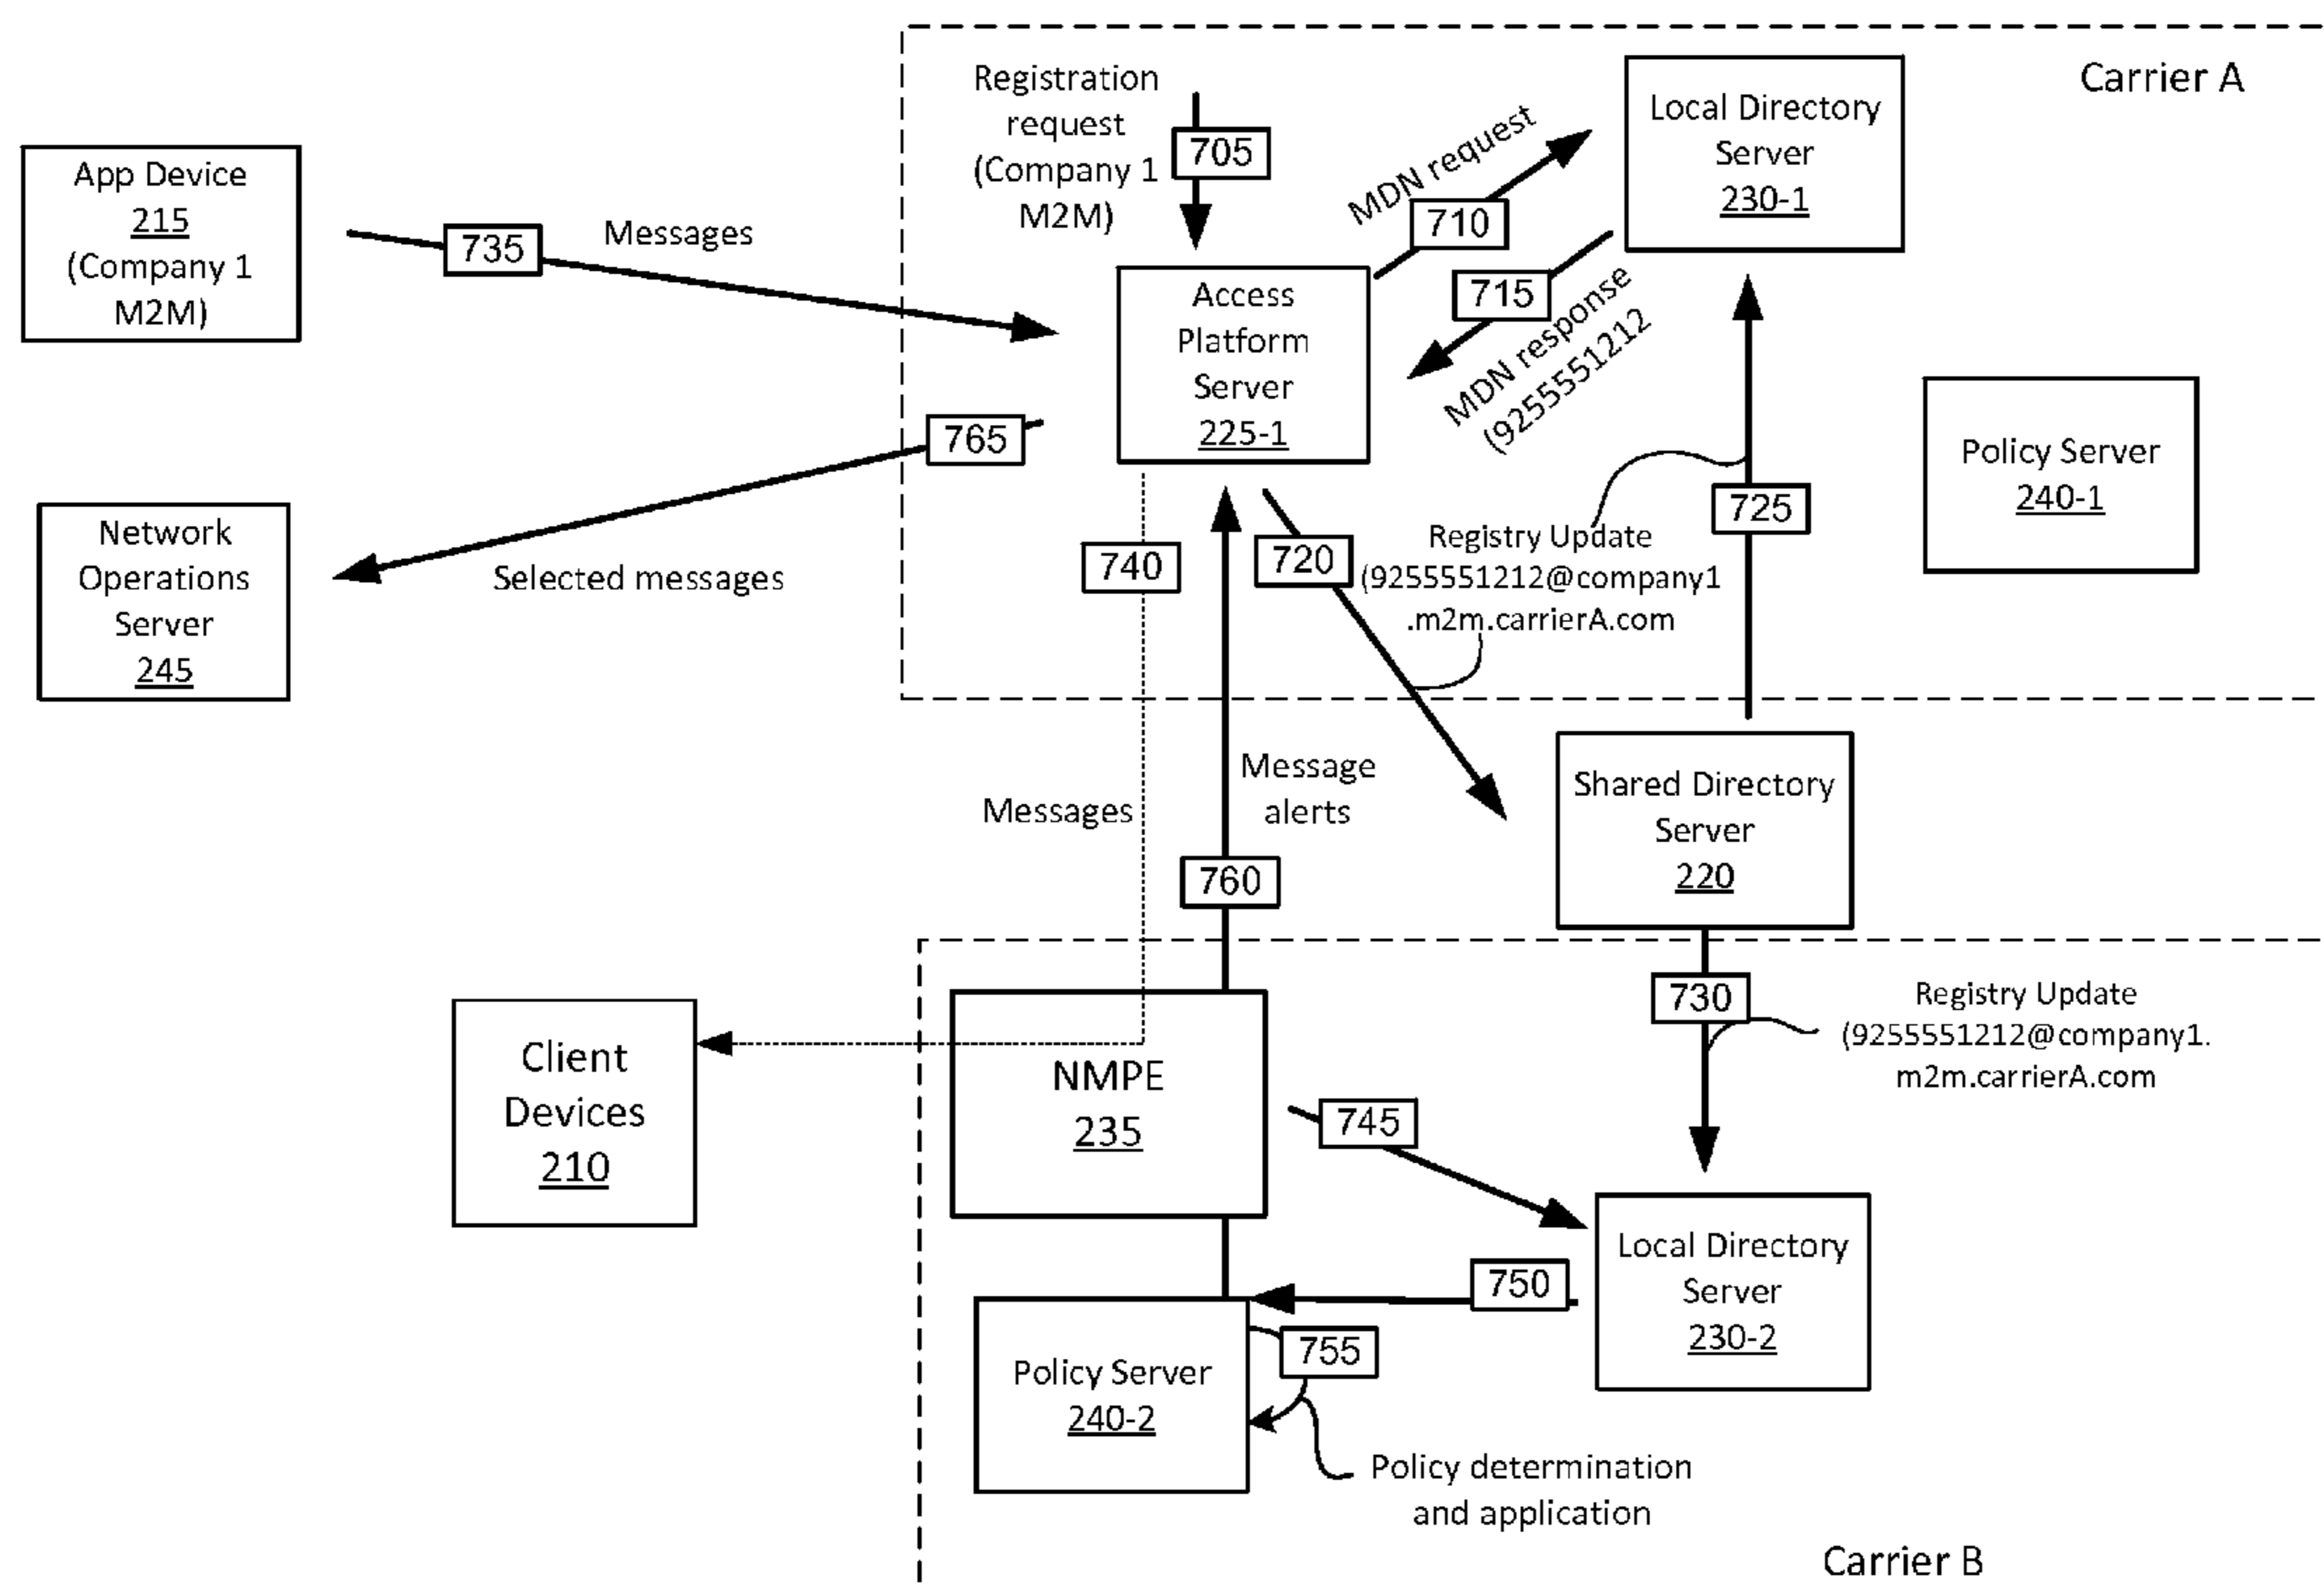 Carrier A
Registration
request
(Company 1
M2M)
705
MDN request
710
Local Directory
Server
230-1
App Device
215
(Company 1
M2M)
735
Messages
Access
Platform
Server
225-1
715
MDN response
(9255551212
Policy Server
240-1
765
Selected messages
Network
Operations
Server
245
740
720
Registry Update
(9255551212@company1
.m2m.carrierA.com
725
Messages
Message
alerts
760
Shared Directory
Server
220
730
Registry Update
(9255551212@company1.
m2m.carrierA.com
Client
Devices
210
NMPE
235
745
Local Directory
Server
230-2
750
755
Policy Server
240-2
Policy determination
and application
Carrier B